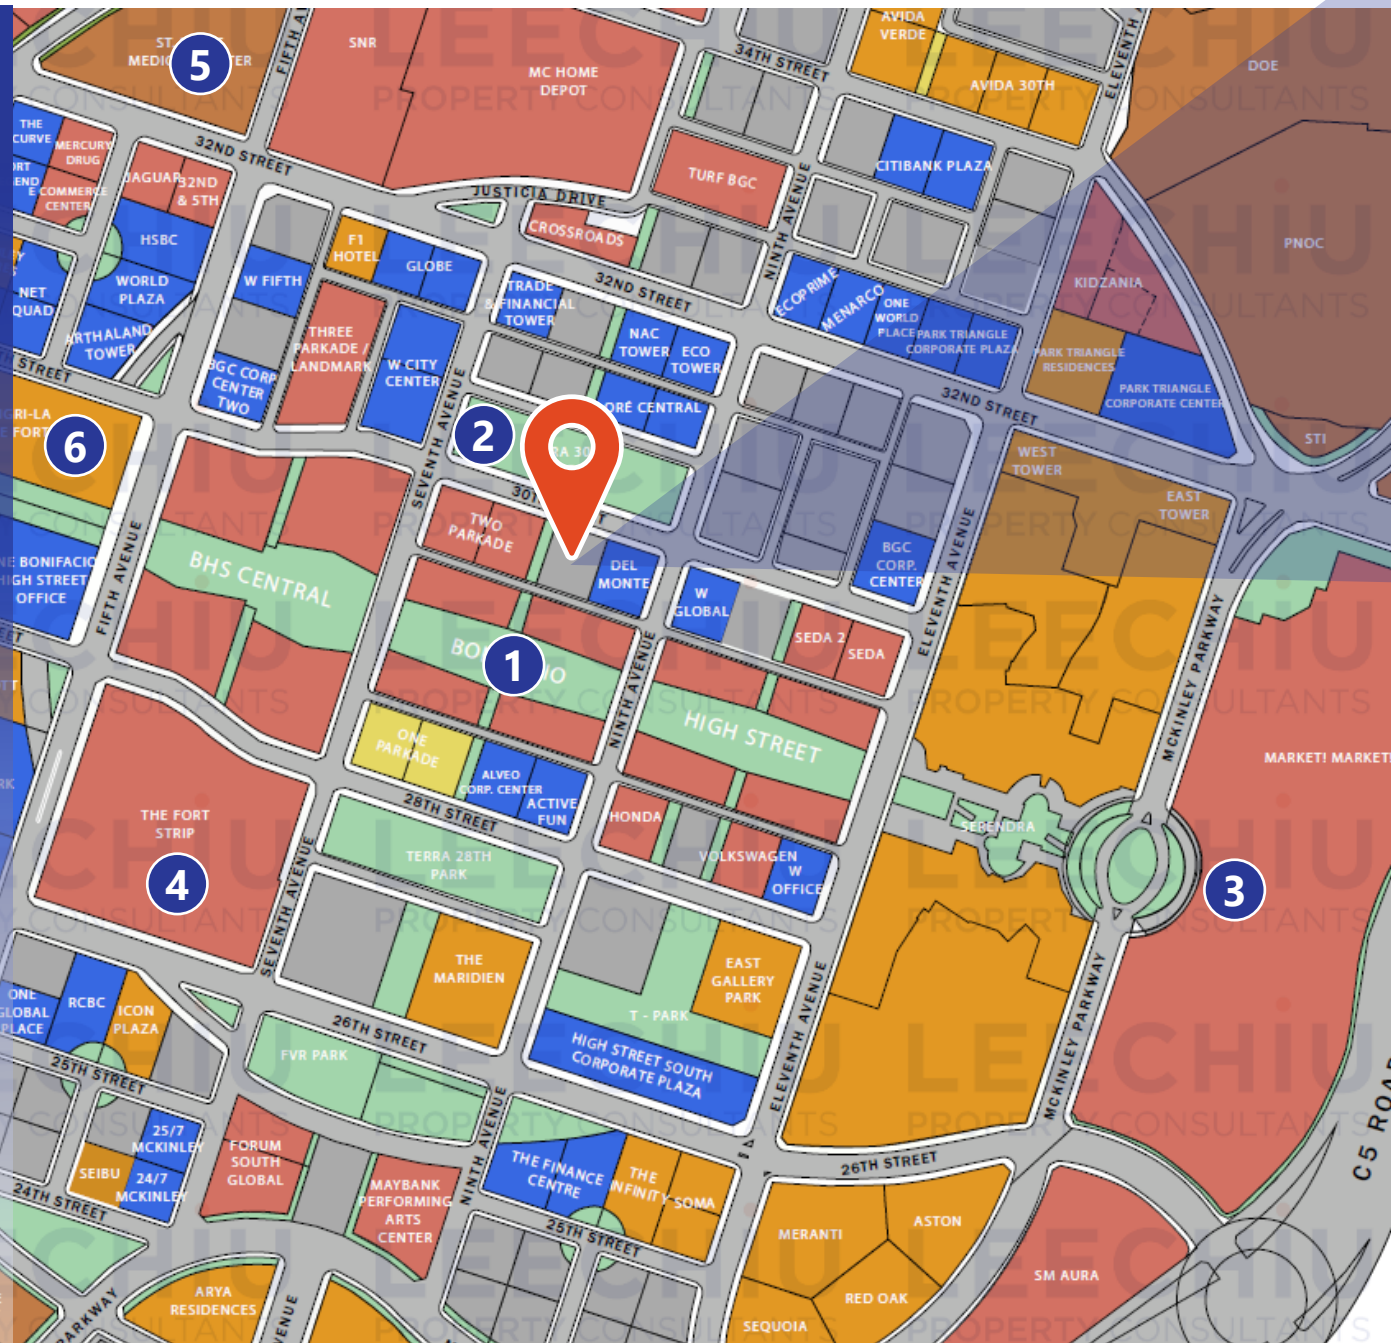 FIFTH AV
SNR
MC HOME
DEPOT
34TH STREET
AVIDA
VERDE
AVIDA 30TH
ELEVENTH A
DOE
ST.
MEDIC
TER
5
THE
CURVE
MERCURY
DRUG
E COMMERCE
CENTER
32ND STREET
JAGUAR
32ND
& 5TH
JUSTICIA DRIVE
TURF BGC
CITIBANK PLAZA
NINTH AVENUE
CROSSROADS
PNOC
KIDZANIA
HSBC
WORLD
PLAZA
ARTHALAND
TOWER
NET
QUAD
W FIFTH
F1
HOTEL
GLOBE
TRADE
& FINANCIAL
TOWER
32ND STREET
ECOPRIME
MENARCO
ONE
WORLD
PLACE
PARK TRIANGLE
CORPORATE PLAZA
THREE
PARKADE /
LANDMARK
W CITY
CENTER
NAC
TOWER
ECO
TOWER
PARK TRIANGLE
RESIDENCES
PARK TRIANGLE
CORPORATE CENTER
BGC CORP
CENTER
TWO
ORÉ CENTRAL
32ND STREET
STI
STREET
GRI-LA
FORT
6
2
RA 30
SEVENTH AVENUE
WEST
TOWER
EAST
TOWER
TWO
PARKADE
DEL
MONTE
BGC
CORP.
CENTER
ELEVENTH AVENUE
BHS CENTRAL
FIFTH AVENUE
NE BONIFACIO
HIGH STREET
OFFICE
W
GLOBAL
SEDA 2
SEDA
1
NINTH AVENUE
HIGH STREET
MCKINLEY PARKWAY
MARKET! MARKET!
ONE
PARKADE
ALVEO
CORP. CENTER
ACTIVE
FUN
28TH STREET
HONDA
VOLKSWAGEN
W
OFFICE
SERENDRA
THE FORT
STRIP
4
TERRA 28TH
PARK
3
SEVENTH AVENUE
THE
MARIDIEN
EAST
GALLERY
PARK
T - PARK
HIGH STREET SOUTH
CORPORATE PLAZA
ELEVENTH AVENUE
MCKINLEY PARKWAY
ONE
GLOBAL
PLACE
RCBC
ICON
PLAZA
26TH STREET
FVR PARK
25TH STREET
C5 ROAD
25/7
MCKINLEY
24/7
MCKINLEY
SEIBU
24TH STREET
FORUM
SOUTH
GLOBAL
MAYBANK
PERFORMING
ARTS
CENTER
NINTH AVENUE
THE FINANCE
CENTRE
THE
INFINITY
SOMA
25TH STREET
26TH STREET
MERANTI
ASTON
RED OAK
SEQUOIA
SM AURA
ARYA
RESIDENCES
PARKWAY
ENUE
LEECHIU
PROPERTY CONSULTANTS